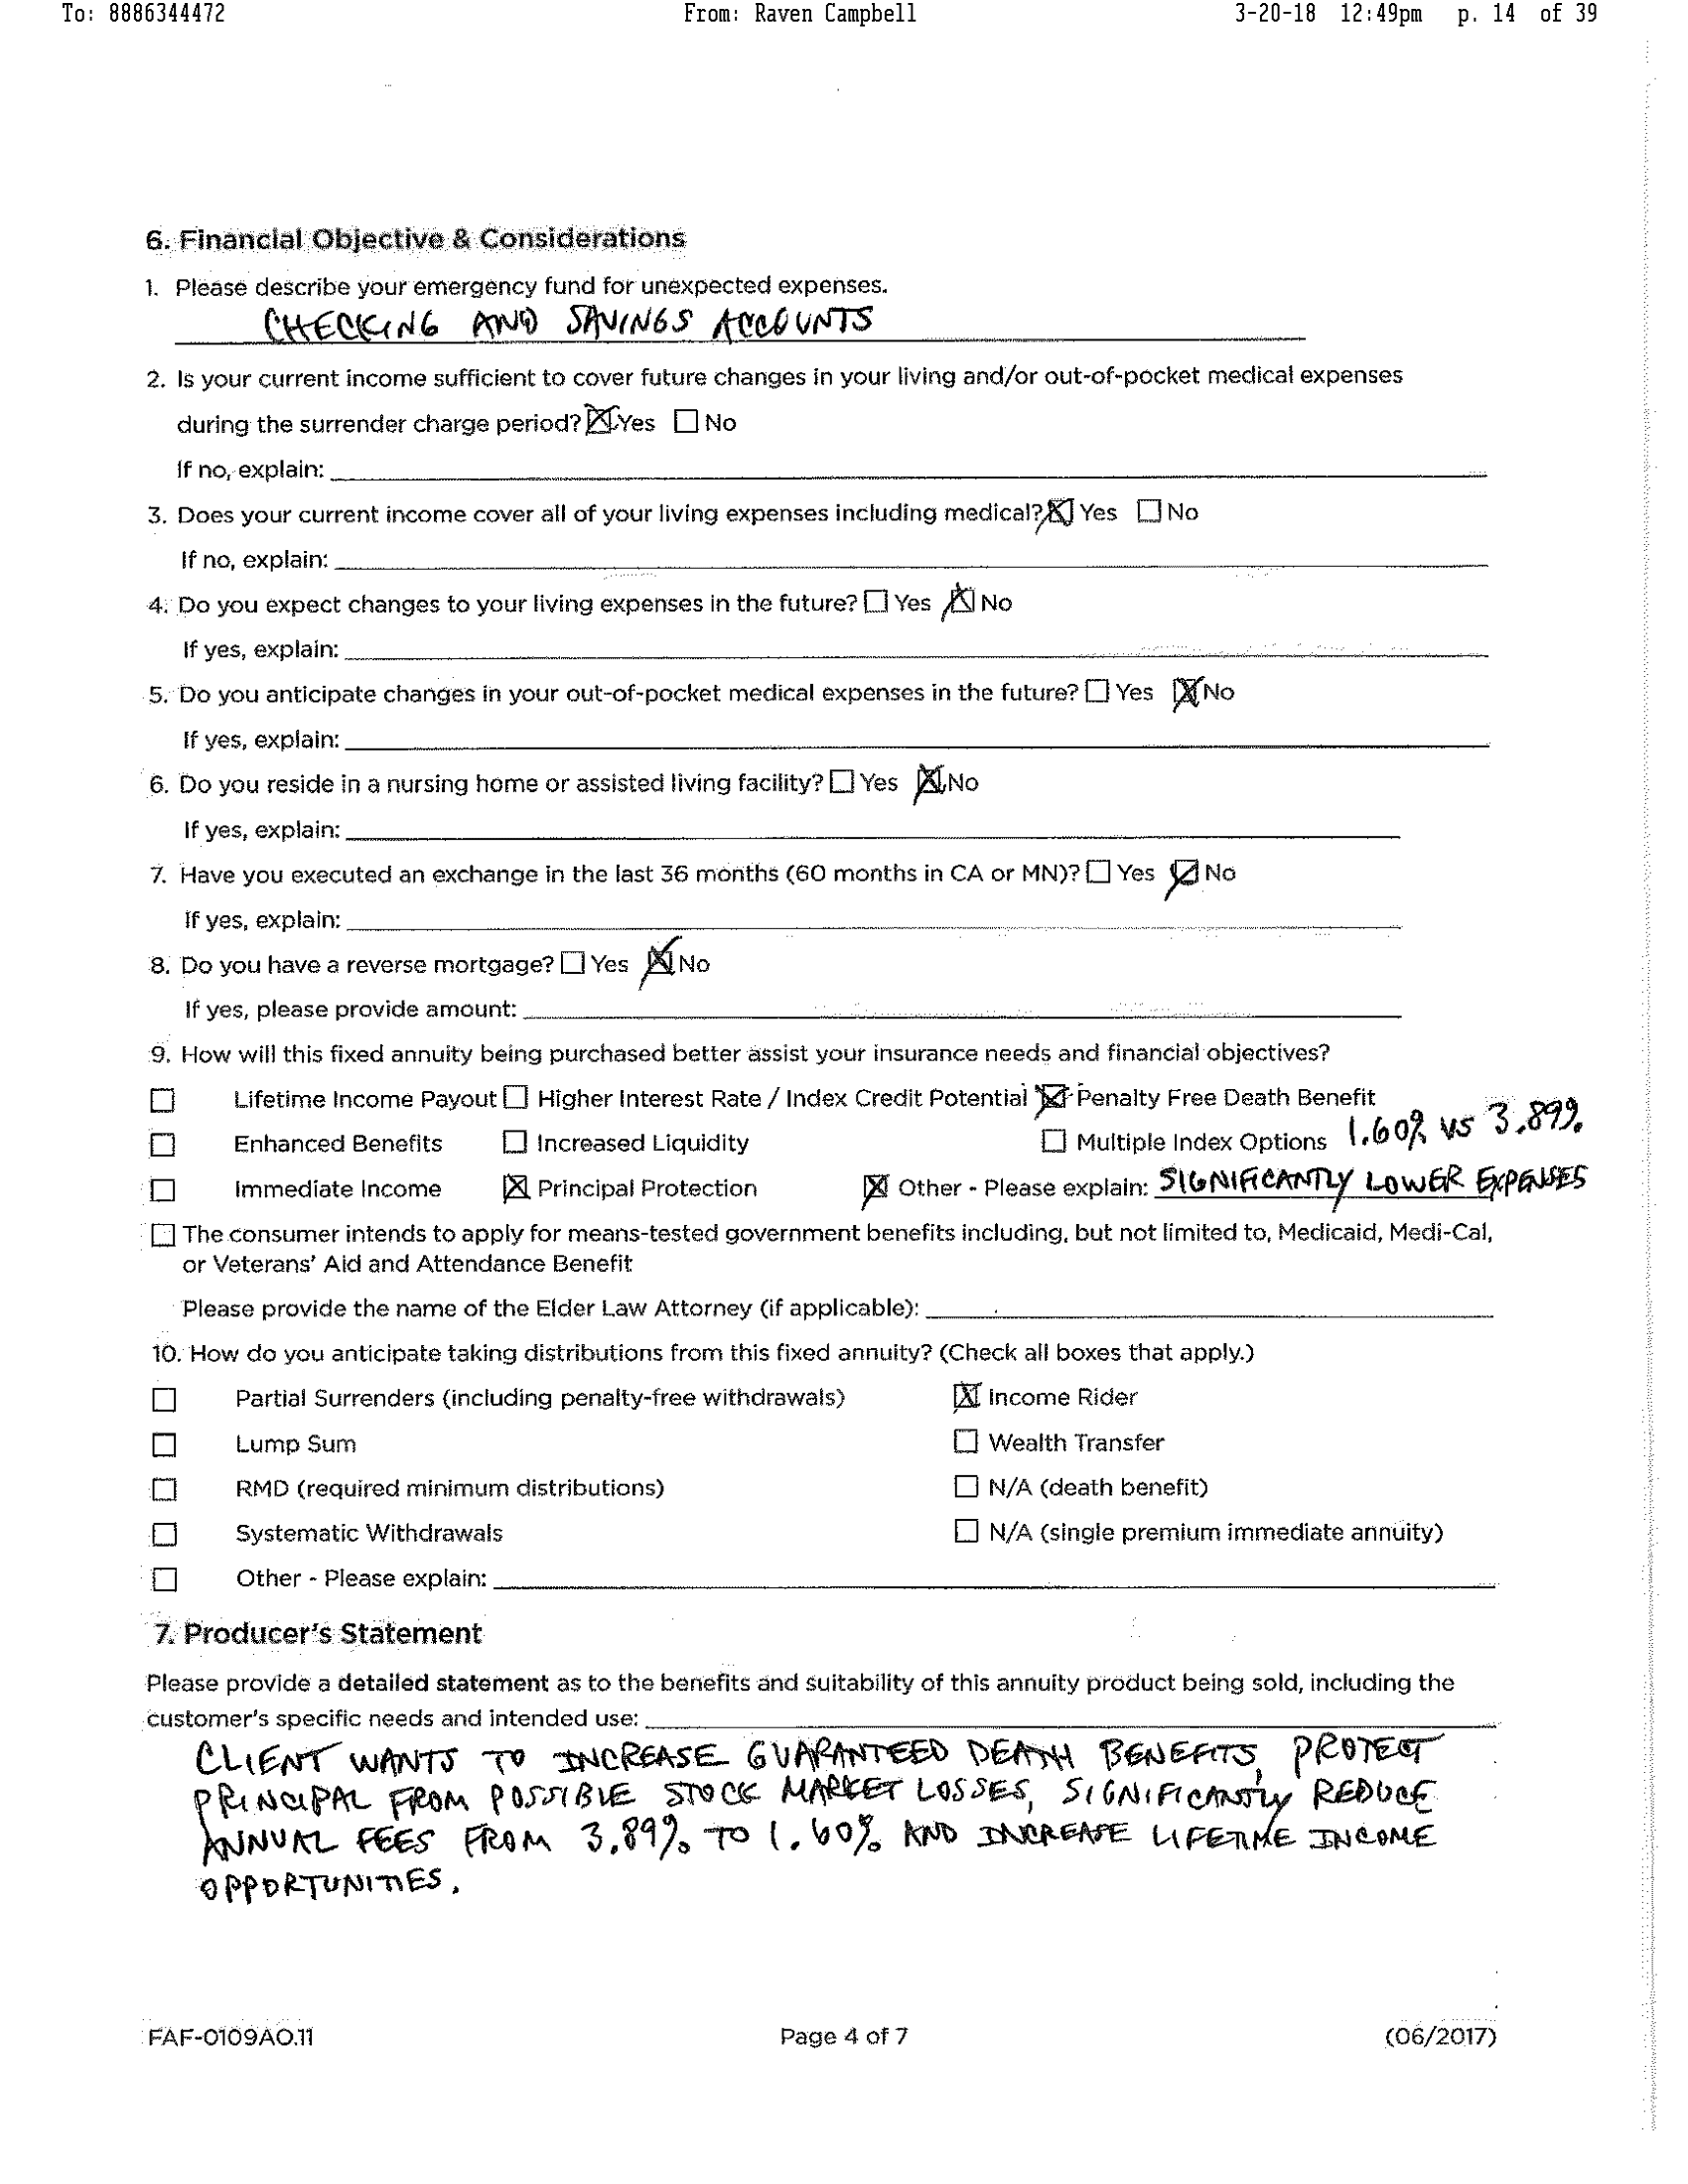 To: 8886344472 From: Raven Campbell 3-20-18 12:49pm p. 14 of 39
6. Financial Objective & Considerations
1. Please describe your emergency fund for unexpected expenses.
CHECKING AND SAVINGS ACCOUNTS
2. Is your current income sufficient to cover future changes in your living and/or out-of-pocket medical expenses
during the surrender charge period? ☒ Yes ☐ No
If no, explain:
3. Does your current income cover all of your living expenses including medical? ☒ Yes ☐ No
If no, explain:
4. Do you expect changes to your living expenses in the future? ☐ Yes ☒ No
If yes, explain:
5. Do you anticipate changes in your out-of-pocket medical expenses in the future? ☐ Yes ☒ No
If yes, explain:
6. Do you reside in a nursing home or assisted living facility? ☐ Yes ☒ No
If yes, explain:
7. Have you executed an exchange in the last 36 months (60 months in CA or MN)? ☐ Yes ☒ No
If yes, explain:
8. Do you have a reverse mortgage? ☐ Yes ☒ No
If yes, please provide amount:
9. How will this fixed annuity being purchased better assist your insurance needs and financial objectives?
☐ Lifetime Income Payout ☐ Higher Interest Rate / Index Credit Potential ☒ Penalty Free Death Benefit
☐ Enhanced Benefits ☐ Increased Liquidity ☐ Multiple Index Options 1.60% VS 3.89%
☐ Immediate Income ☒ Principal Protection ☒ Other - Please explain: SIGNIFICANTLY LOWER EXPENSES
☐ The consumer intends to apply for means-tested government benefits including, but not limited to, Medicaid, Medi-Cal,
or Veterans' Aid and Attendance Benefit
Please provide the name of the Elder Law Attorney (if applicable):
10. How do you anticipate taking distributions from this fixed annuity? (Check all boxes that apply.)
☐ Partial Surrenders (including penalty-free withdrawals) ☒ Income Rider
☐ Lump Sum ☐ Wealth Transfer
☐ RMD (required minimum distributions) ☐ N/A (death benefit)
☐ Systematic Withdrawals ☐ N/A (single premium immediate annuity)
☐ Other - Please explain:
7. Producer's Statement
Please provide a detailed statement as to the benefits and suitability of this annuity product being sold, including the
customer's specific needs and intended use:
CLIENT WANTS TO INCREASE GUARANTEED DEATH BENEFITS, PROTECT
PRINCIPAL FROM POSSIBLE STOCK MARKET LOSSES, SIGNIFICANTLY REDUCE
ANNUAL FEES FROM 3.89% TO 1.60% AND INCREASE LIFETIME INCOME
OPPORTUNITIES.
FAF-0109AO.11 Page 4 of 7 (06/2017)